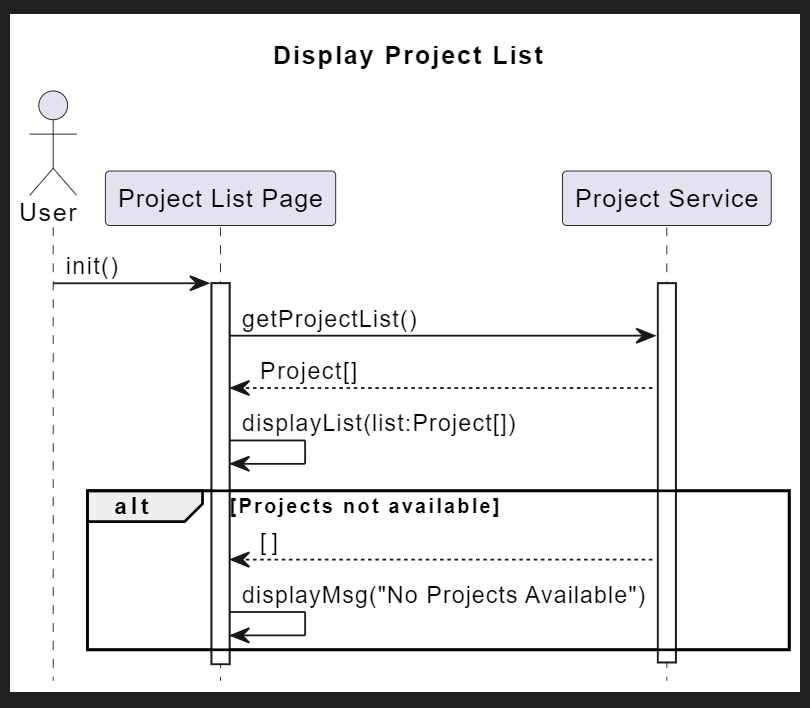 Display Project List
User
Project List Page
Project Service
init()
getProjectList()
Project[]
displayList(list:Project[])
alt
[Projects not available]
[]
displayMsg("No Projects Available")